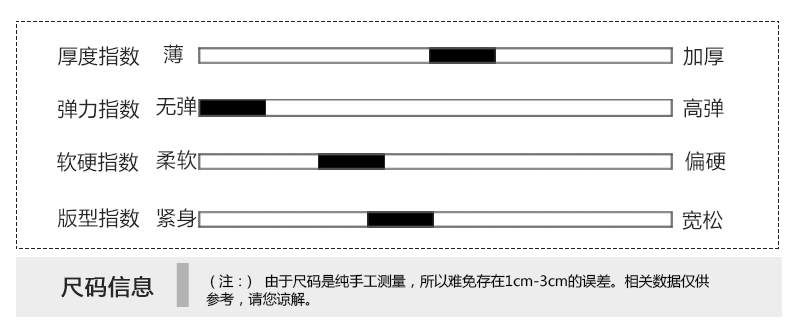 厚度指数 薄 加厚
弹力指数 无弹 高弹
软硬指数 柔软 偏硬
版型指数 紧身 宽松
尺码信息
（注：） 由于尺码是纯手工测量，所以难免存在1cm-3cm的误差。相关数据仅供
参考，请您谅解。